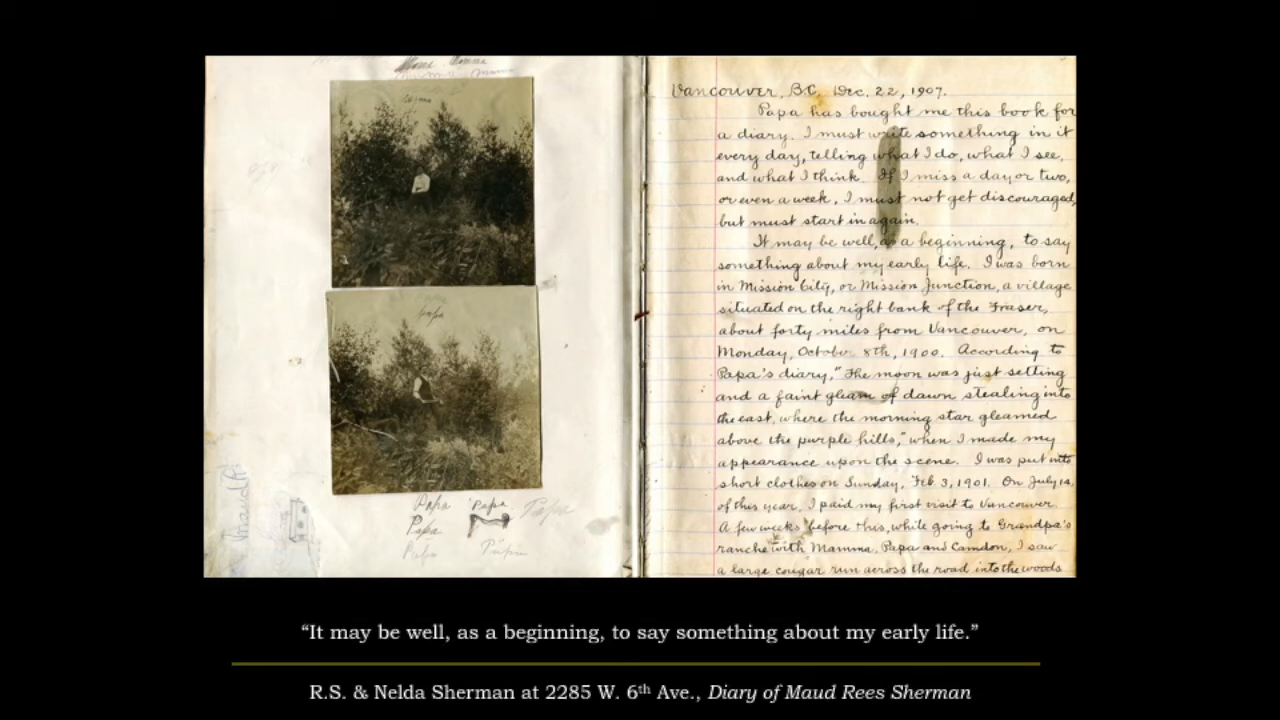 Mamma
Papa
Papa Papa Papa
Papa
Papa Papa
Vancouver, B.C. Dec. 22, 1907.
Papa has bought me this book for
a diary. I must write something in it
every day, telling what I do, what I see,
and what I think. If I miss a day or two,
or even a week, I must not get discouraged,
but must start in again.
It may be well, as a beginning, to say
something about my early life. I was born
in Mission City, or Mission Junction, a village
situated on the right bank of the Fraser,
about forty miles from Vancouver, on
Monday, October 8th, 1900. According to
Papa's diary, "The moon was just setting
and a faint gleam of dawn stealing into
the east, where the morning star gleamed
above the purple hills," when I made my
appearance upon the scene. I was put into
short clothes on Sunday, Feb 3, 1901. On July 14,
of this year, I paid my first visit to Vancouver.
A few weeks before this, while going to Grandpa's
ranche with Mamma, Papa and Camdon, I saw
a large cougar run across the road into the woods
“It may be well, as a beginning, to say something about my early life.”
R.S. & Nelda Sherman at 2285 W. 6th Ave., Diary of Maud Rees Sherman